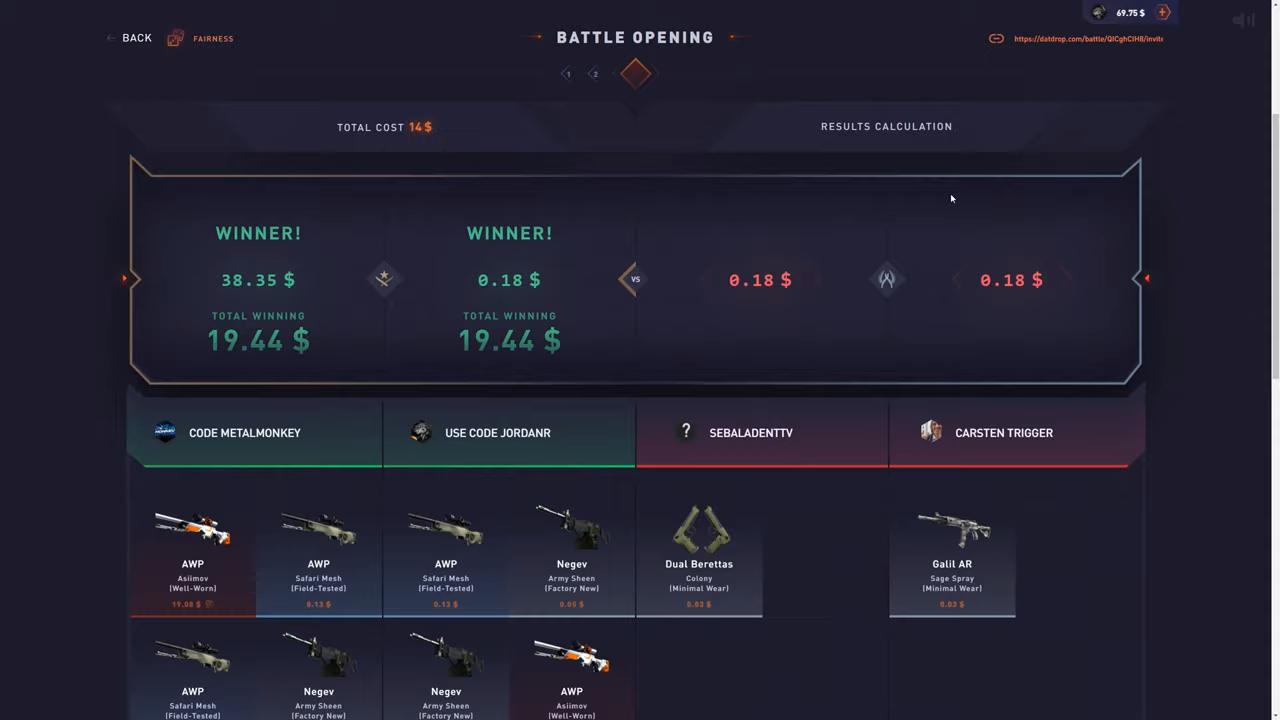 69.75 $
BACK
FAIRNESS
BATTLE OPENING
https://datdrop.com/battle/QICghCIH8/invite
1 2
TOTAL COST 14 $
RESULTS CALCULATION
WINNER!
38.35 $
TOTAL WINNING
19.44 $
WINNER!
0.18 $
TOTAL WINNING
19.44 $
VS
0.18 $
0.18 $
CODE METALMONKEY
USE CODE JORDANR
SEBALADENTTV
CARSTEN TRIGGER
AWP
Asiimov
(Well-Worn)
19.08 $
AWP
Safari Mesh
(Field-Tested)
0.13 $
AWP
Safari Mesh
(Field-Tested)
0.13 $
Negev
Army Sheen
(Factory New)
0.05 $
Dual Berettas
Colony
(Minimal Wear)
0.03 $
Galil AR
Sage Spray
(Minimal Wear)
0.03 $
AWP
Safari Mesh
(Field-Tested)
Negev
Army Sheen
(Factory New)
Negev
Army Sheen
(Factory New)
AWP
Asiimov
(Well-Worn)